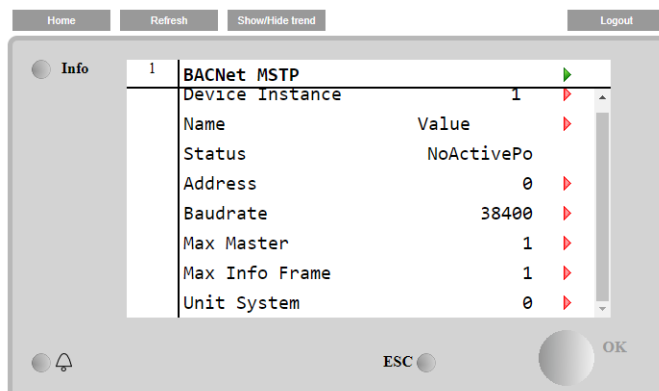 Home Refresh Show/Hide trend Logout
Info
1 BACNet MSTP
Device Instance 1
Name Value
Status NoActivePo
Address 0
Baudrate 38400
Max Master 1
Max Info Frame 1
Unit System 0
ESC OK